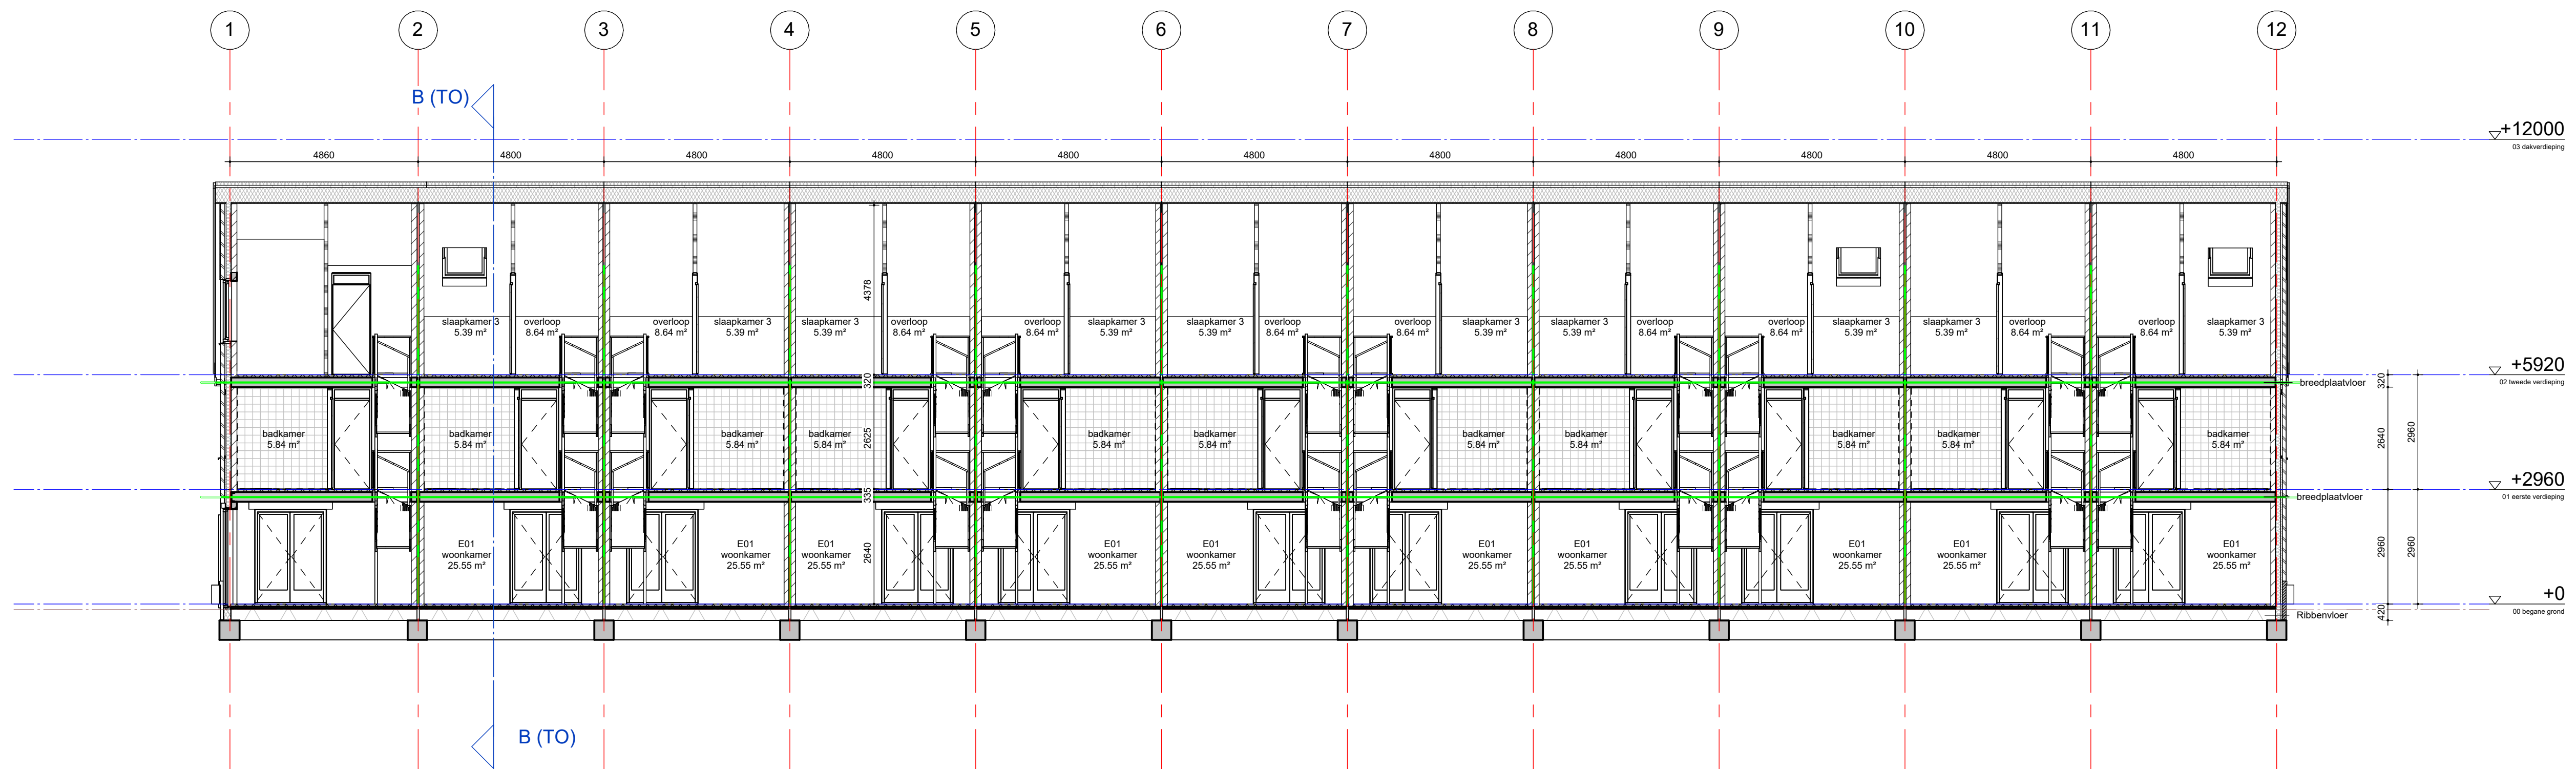 1 2 3 4 5 6 7 8 9 10 11 12
B (TO)
+12000
03 dakverdieping
4860 4800 4800 4800 4800 4800 4800 4800 4800 4800 4800
4378
slaapkamer 3 overloop overloop slaapkamer 3 slaapkamer 3 overloop overloop slaapkamer 3 slaapkamer 3 overloop overloop slaapkamer 3 slaapkamer 3 overloop overloop slaapkamer 3 slaapkamer 3 overloop overloop slaapkamer 3
5.39 m² 8.64 m² 8.64 m² 5.39 m² 5.39 m² 8.64 m² 8.64 m² 5.39 m² 5.39 m² 8.64 m² 8.64 m² 5.39 m² 5.39 m² 8.64 m² 8.64 m² 5.39 m² 5.39 m² 8.64 m² 8.64 m² 5.39 m²
+5920
02 tweede verdieping
320 breedplaatvloer 320
badkamer badkamer badkamer badkamer badkamer badkamer badkamer badkamer badkamer badkamer badkamer
5.84 m² 5.84 m² 5.84 m² 5.84 m² 5.84 m² 5.84 m² 5.84 m² 5.84 m² 5.84 m² 5.84 m² 5.84 m²
2625 2640 2960
+2960
01 eerste verdieping
335 breedplaatvloer
E01 E01 E01 E01 E01 E01 E01 E01 E01 E01
woonkamer woonkamer woonkamer woonkamer woonkamer woonkamer woonkamer woonkamer woonkamer woonkamer
25.55 m² 25.55 m² 25.55 m² 25.55 m² 25.55 m² 25.55 m² 25.55 m² 25.55 m² 25.55 m² 25.55 m²
2640 2960 2960
+0
00 begane grond
Ribbenvloer 420
B (TO)